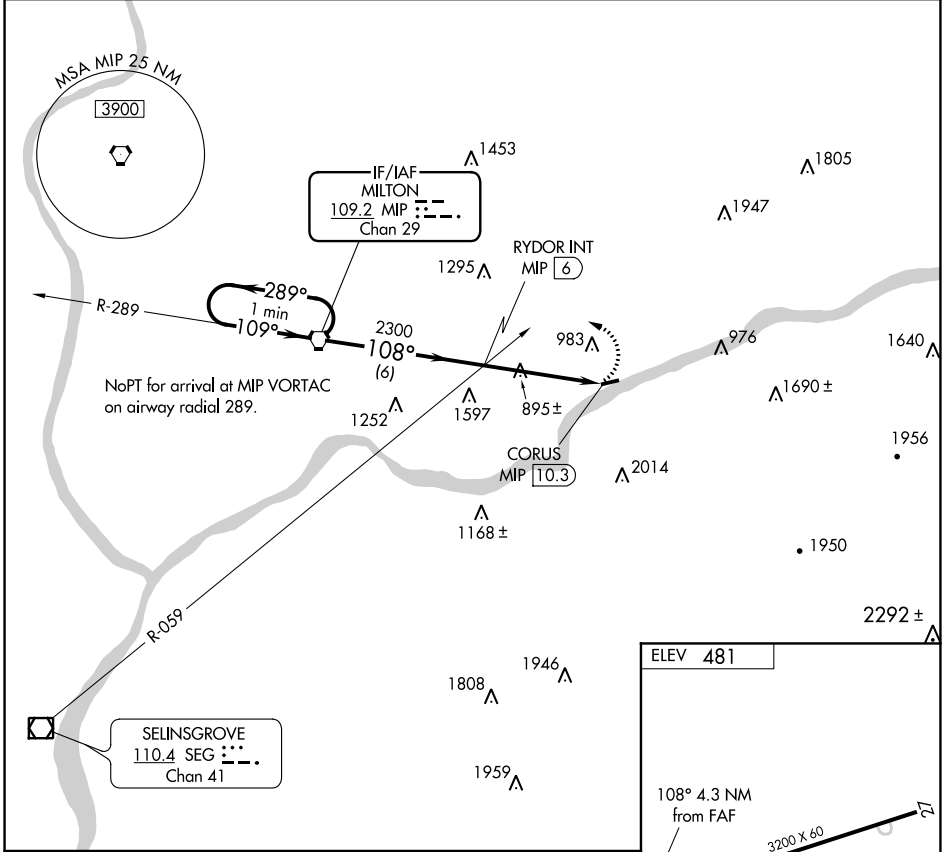 MSA MIP 25 NM
3900
1453
1805
IF/IAF
MILTON
109.2 MIP
Chan 29
1947
RYDOR INT
MIP 6
1295
R-289
289°
1 min
109°
2300
108°
(6)
983
976
1640
NoPT for arrival at MIP VORTAC
on airway radial 289.
1252
1597
895 ±
1690 ±
CORUS
MIP 10.3
1956
2014
1168 ±
1950
R-059
2292 ±
ELEV 481
1946
1808
SELINSGROVE
110.4 SEG
Chan 41
1959
108° 4.3 NM
from FAF
3200 X 60
27